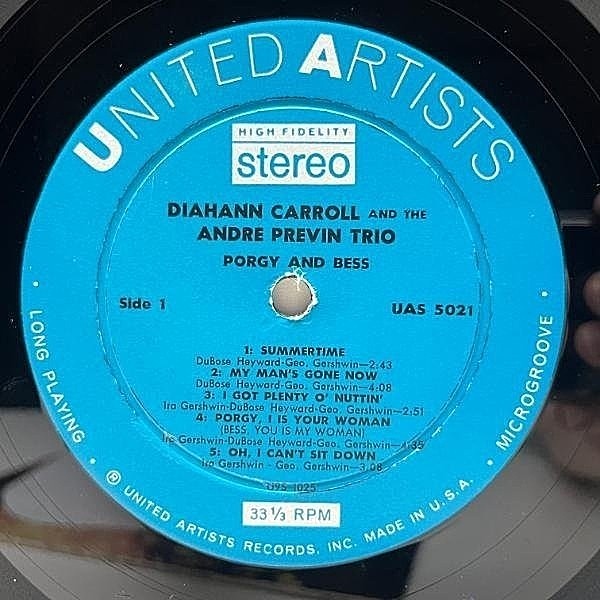 UNITED ARTISTS
HIGH FIDELITY
stereo
DIAHANN CARROLL AND THE
ANDRE PREVIN TRIO
PORGY AND BESS
Side 1
UAS 5021
1: SUMMERTIME
DuBose Heyward-Geo. Gershwin—2:43
2: MY MAN'S GONE NOW
DuBose Heyward-Geo. Gershwin—4:08
3: I GOT PLENTY O' NUTTIN'
Ira Gershwin-DuBose Heyward-Geo. Gershwin—2:51
4: PORGY, I IS YOUR WOMAN
(BESS, YOU IS MY WOMAN)
Ira Gershwin-DuBose Heyward-Geo. Gershwin—4:35
5: OH, I CAN'T SIT DOWN
Ira Gershwin - Geo. Gershwin—3:08
33⅓ RPM
• LONG PLAYING • ® UNITED ARTISTS RECORDS, INC. MADE IN U.S.A. • MICROGROOVE •